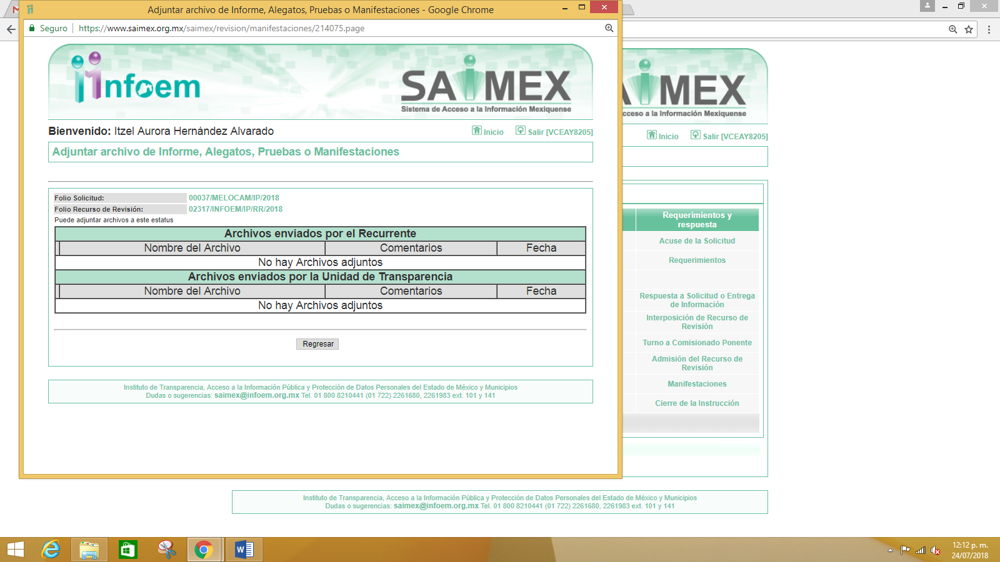 Adjuntar archivo de Informe, Alegatos, Pruebas o Manifestaciones - Google Chrome
Seguro
https://www.saimex.org.mx/saimex/revision/manifestaciones/214075.page
infoem
SAIMEX
Sistema de Acceso a la Información Mexiquense
Bienvenido: Itzel Aurora Hernández Alvarado
Inicio
Salir [VCEAY8205]
Adjuntar archivo de Informe, Alegatos, Pruebas o Manifestaciones
Folio Solicitud: 00037/MELOCAM/IP/2018
Folio Recurso de Revisión: 02317/INFOEM/IP/RR/2018
Puede adjuntar archivos a este estatus
Archivos enviados por el Recurrente
Nombre del Archivo Comentarios Fecha
No hay Archivos adjuntos
Archivos enviados por la Unidad de Transparencia
Nombre del Archivo Comentarios Fecha
No hay Archivos adjuntos
Regresar
Instituto de Transparencia, Acceso a la Información Pública y Protección de Datos Personales del Estado de México y Municipios
Dudas o sugerencias: saimex@infoem.org.mx Tel. 01 800 8210441 (01 722) 2261680, 2261983 ext. 101 y 141
MEX
cceso a la Información Mexiquense
Inicio
Salir [VCEAY8205]
Requerimientos y
respuesta
Acuse de la Solicitud
Requerimientos
Respuesta a Solicitud o Entrega
de Información
Interposición de Recurso de
Revisión
Turno a Comisionado Ponente
Admisión del Recurso de
Revisión
Manifestaciones
Cierre de la Instrucción
Instituto de Transparencia, Acceso a la Información Pública y Protección de Datos Personales del Estado de México y Municipios
Dudas o sugerencias: saimex@infoem.org.mx Tel. 01 800 8210441 (01 722) 2261680, 2261983 ext. 101 y 141
12:12 p. m.
24/07/2018